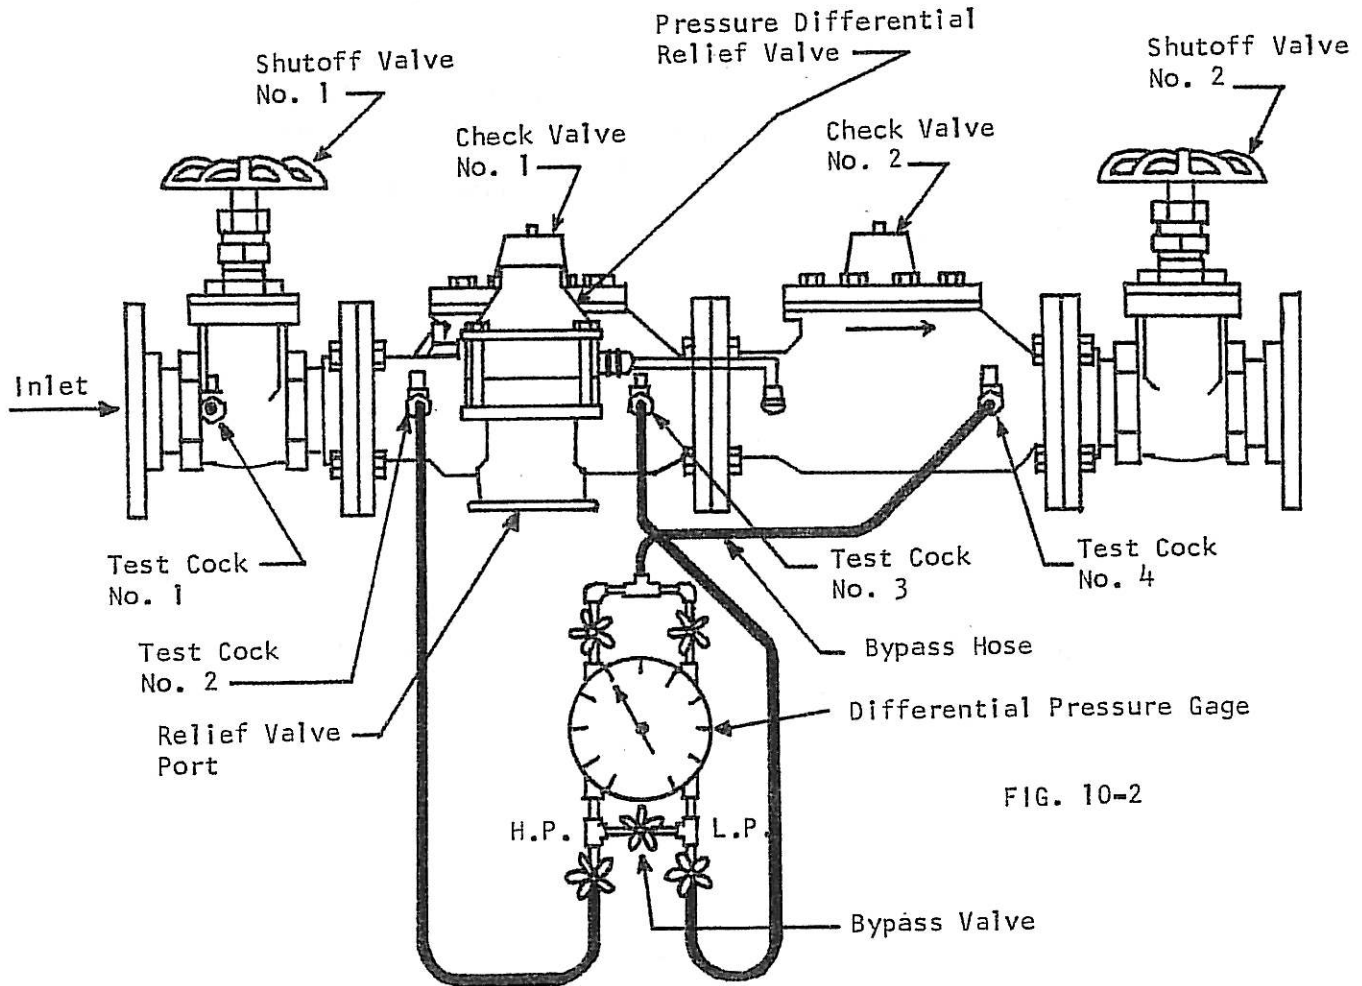 Pressure Differential
Relief Valve
Shutoff Valve
No. 1
Shutoff Valve
No. 2
Check Valve
No. 1
Check Valve
No. 2
Inlet
Test Cock
No. 1
Test Cock
No. 3
Test Cock
No. 4
Test Cock
No. 2
Bypass Hose
Relief Valve
Port
Differential Pressure Gage
FIG. 10-2
H.P.
L.P.
Bypass Valve